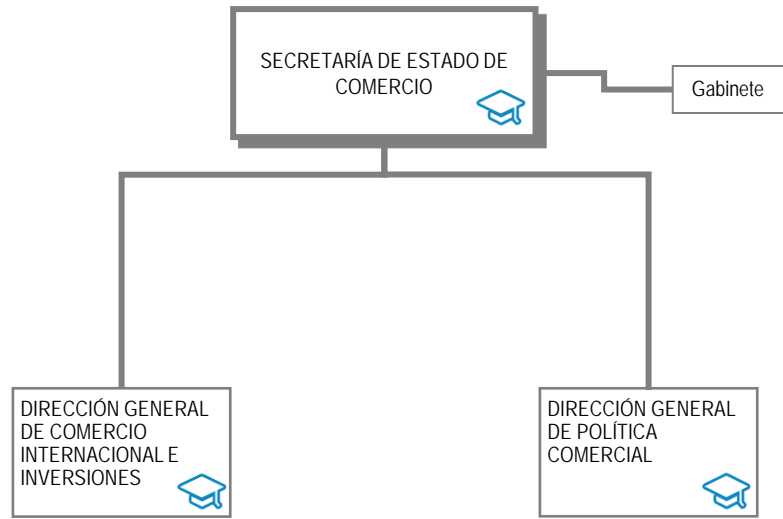 SECRETARÍA DE ESTADO DE
COMERCIO
Gabinete
DIRECCIÓN GENERAL
DE COMERCIO
INTERNACIONAL E
INVERSIONES
DIRECCIÓN GENERAL
DE POLÍTICA
COMERCIAL